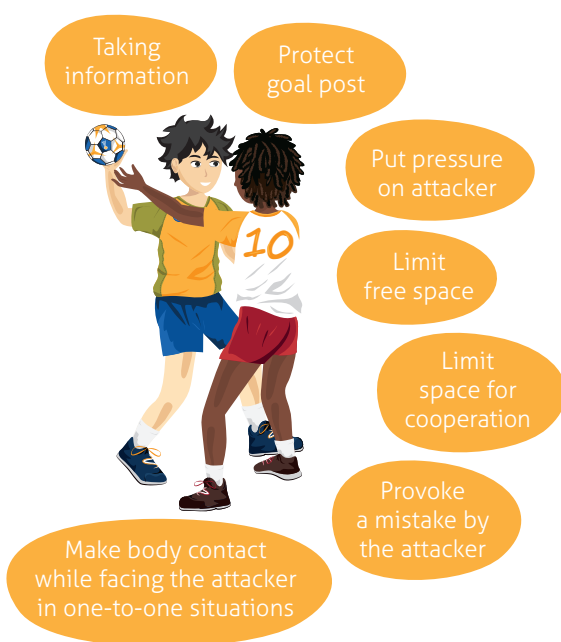 Taking
information
Protect
goal post
Put pressure
on attacker
10
Limit
free space
Limit
space for
cooperation
Provoke
a mistake by
the attacker
Make body contact
while facing the attacker
in one-to-one situations